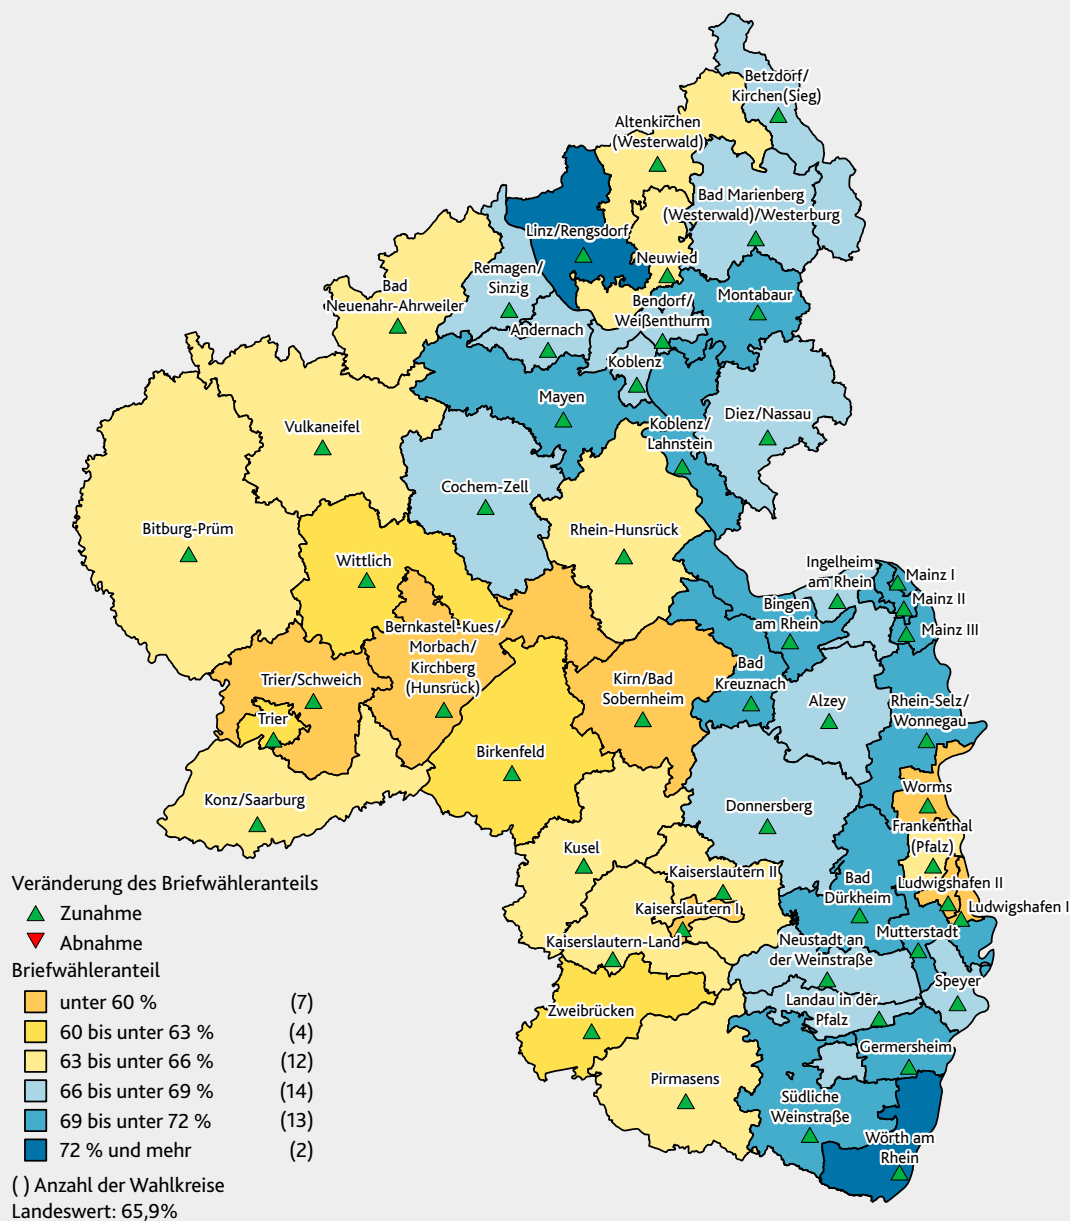 Betzdorf/
Kirchen(Sieg)
Altenkirchen
(Westerwald)
Bad Marienberg
(Westerwald)/Westerburg
Linz/Rengsdorf
Neuwied
Remagen/
Sinzig
Bad
Neuenahr-Ahrweiler
Bendorf/
Weißenthurm
Montabaur
Andernach
Koblenz
Mayen
Diez/Nassau
Koblenz/
Lahnstein
Vulkaneifel
Cochem-Zell
Bitburg-Prüm
Rhein-Hunsrück
Wittlich
Ingelheim
am Rhein
Mainz I
Mainz II
Mainz III
Bingen
am Rhein
Bernkastel-Kues/
Morbach/
Kirchberg
(Hunsrück)
Trier/Schweich
Trier
Kirn/Bad
Sobernheim
Bad
Kreuznach
Alzey
Rhein-Selz/
Wonnegau
Birkenfeld
Konz/Saarburg
Donnersberg
Worms
Frankenthal
(Pfalz)
Kusel
Kaiserslautern II
Bad
Dürkheim
Ludwigshafen II
Ludwigshafen I
Kaiserslautern I
Mutterstadt
Kaiserslautern-Land
Neustadt an
der Weinstraße
Speyer
Landau in der
Pfalz
Zweibrücken
Germersheim
Pirmasens
Südliche
Weinstraße
Wörth am
Rhein
Veränderung des Briefwähleranteils
Zunahme
Abnahme
Briefwähleranteil
unter 60 % (7)
60 bis unter 63 % (4)
63 bis unter 66 % (12)
66 bis unter 69 % (14)
69 bis unter 72 % (13)
72 % und mehr (2)
( ) Anzahl der Wahlkreise
Landeswert: 65,9%